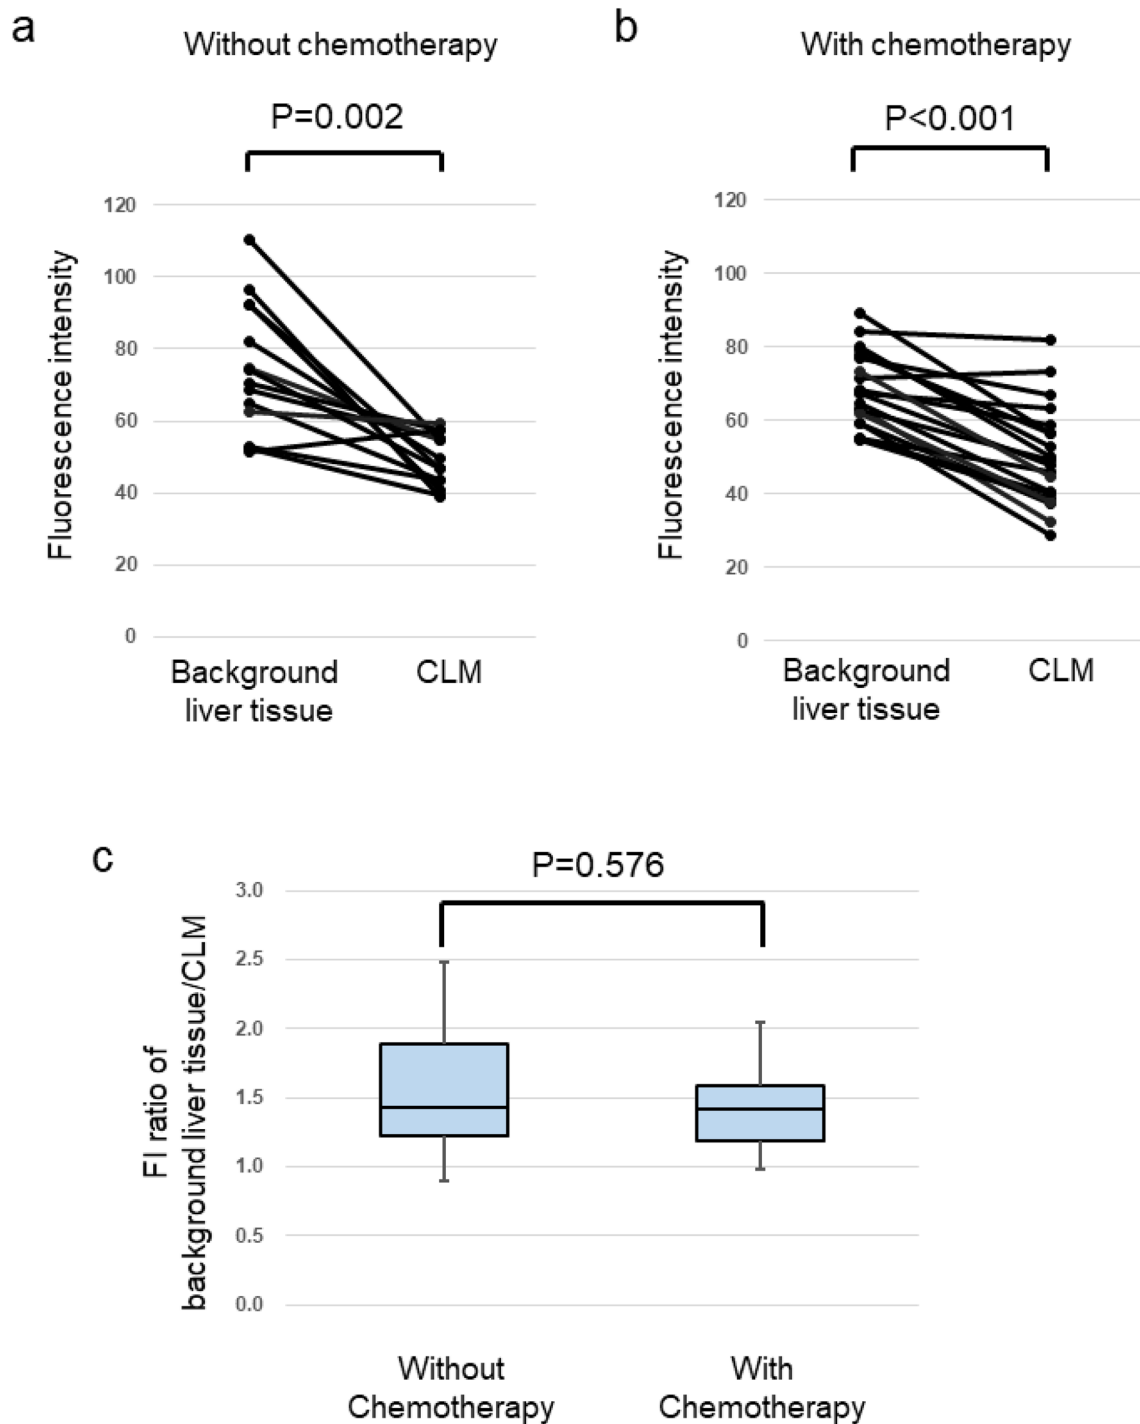 a
Without chemotherapy
P=0.002
Fluorescence intensity
120
100
80
60
40
20
0
Background
liver tissue
CLM
b
With chemotherapy
P<0.001
Fluorescence intensity
120
100
80
60
40
20
0
Background
liver tissue
CLM
c
P=0.576
FI ratio of
background liver tissue/CLM
3.0
2.5
2.0
1.5
1.0
0.5
0.0
Without
Chemotherapy
With
Chemotherapy